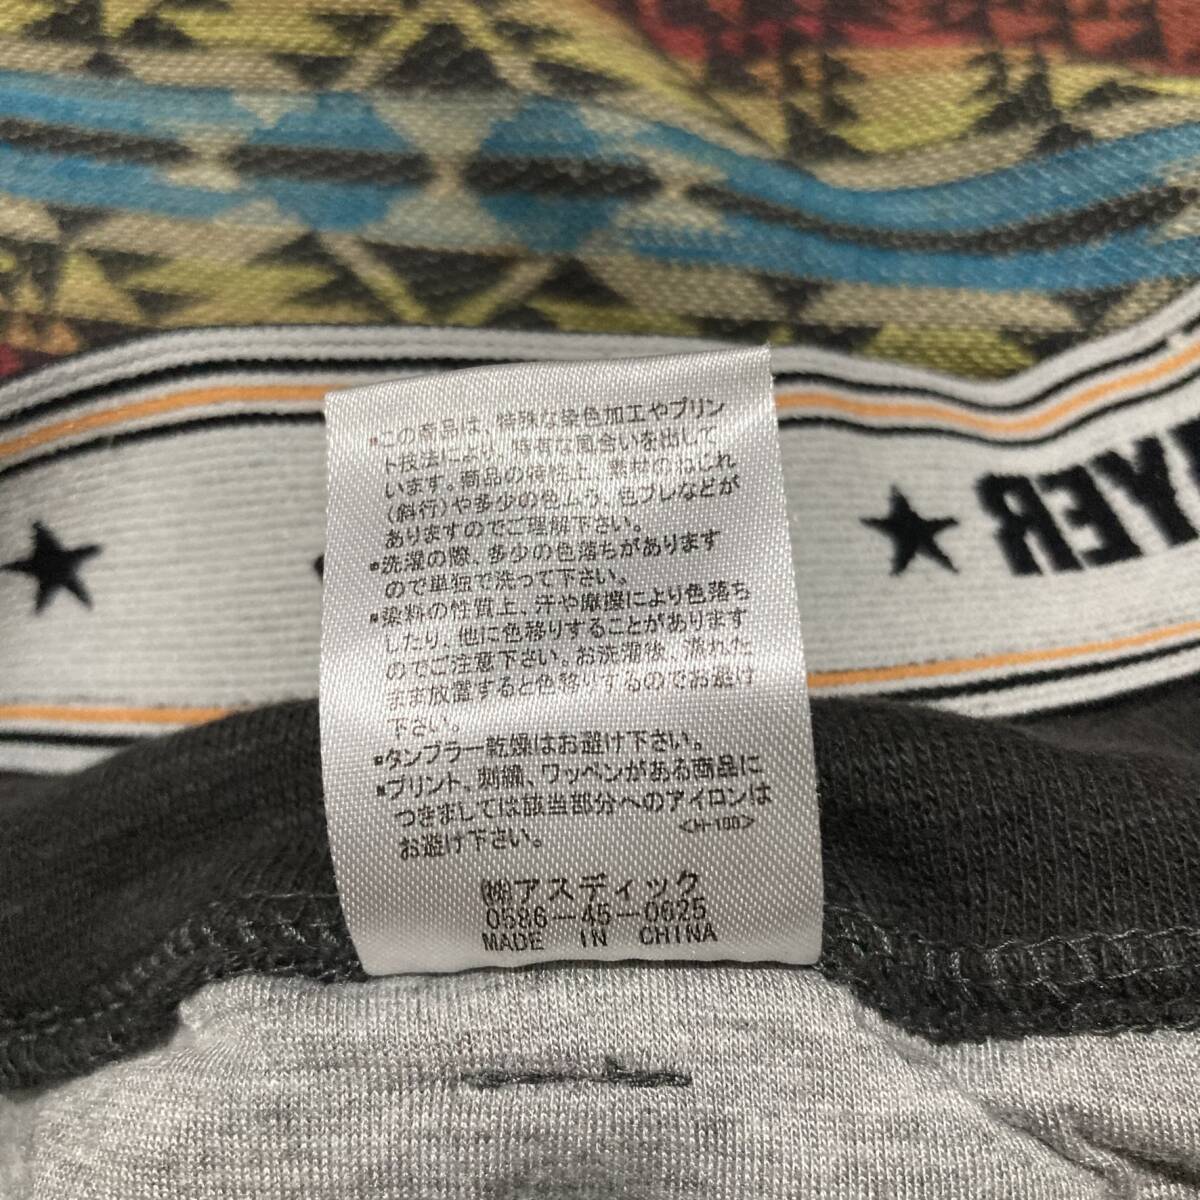 •この商品は、特殊な染色加工やプリン
ト技法により、特有な風合いを出して
います。商品の特性上、素材のねじれ
(斜行)や多少の色ムラ、色ブレなどが
ありますのでご理解下さい。
•洗濯の際、多少の色落ちがあります
ので単独で洗って下さい。
•染料の性質上、汗や摩擦により色落ち
したり、他に色移りすることがあります
のでご注意下さい。お洗濯後、濡れた
まま放置すると色移りするのでお避け
下さい。
•タンブラー乾燥はお避け下さい。
•プリント、刺繍、ワッペンがある商品に
つきましては該当部分へのアイロンは
お避け下さい。
<H-100>
㈱アスディック
0586-45-0625
MADE IN CHINA
YER